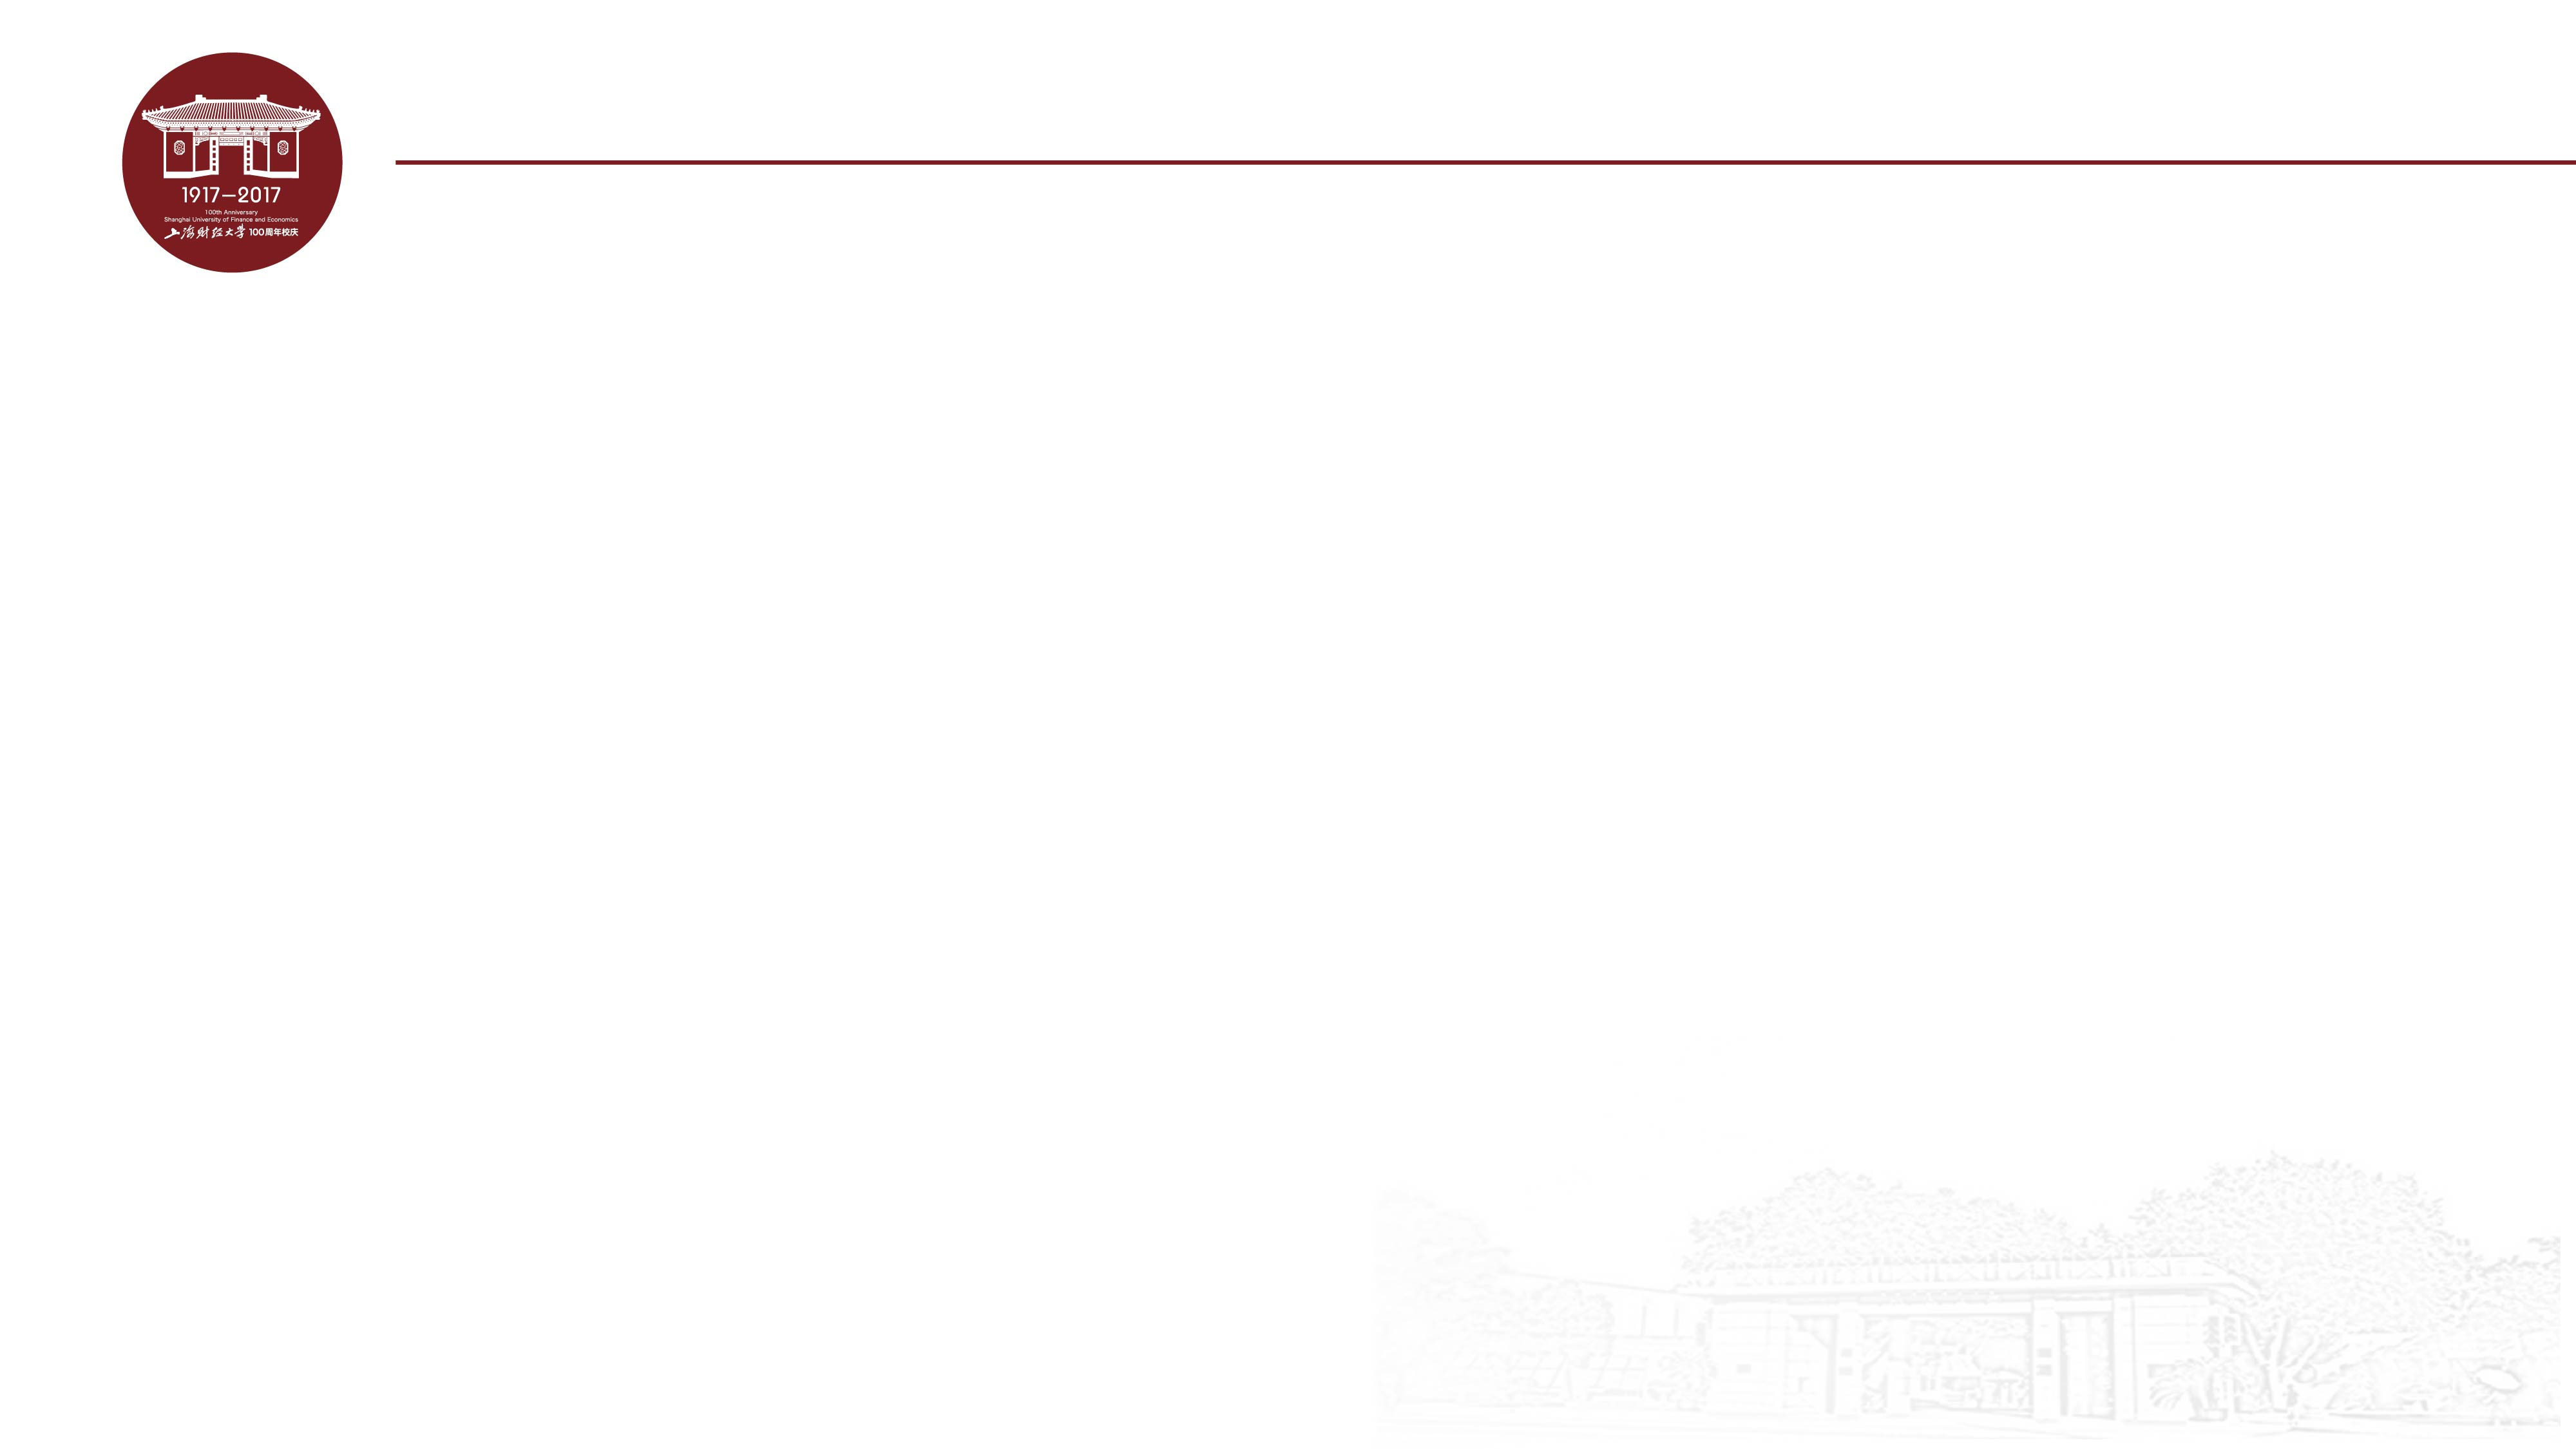 1917—2017
100th Anniversary
Shanghai University of Finance and Economics
上海财经大学 100周年校庆